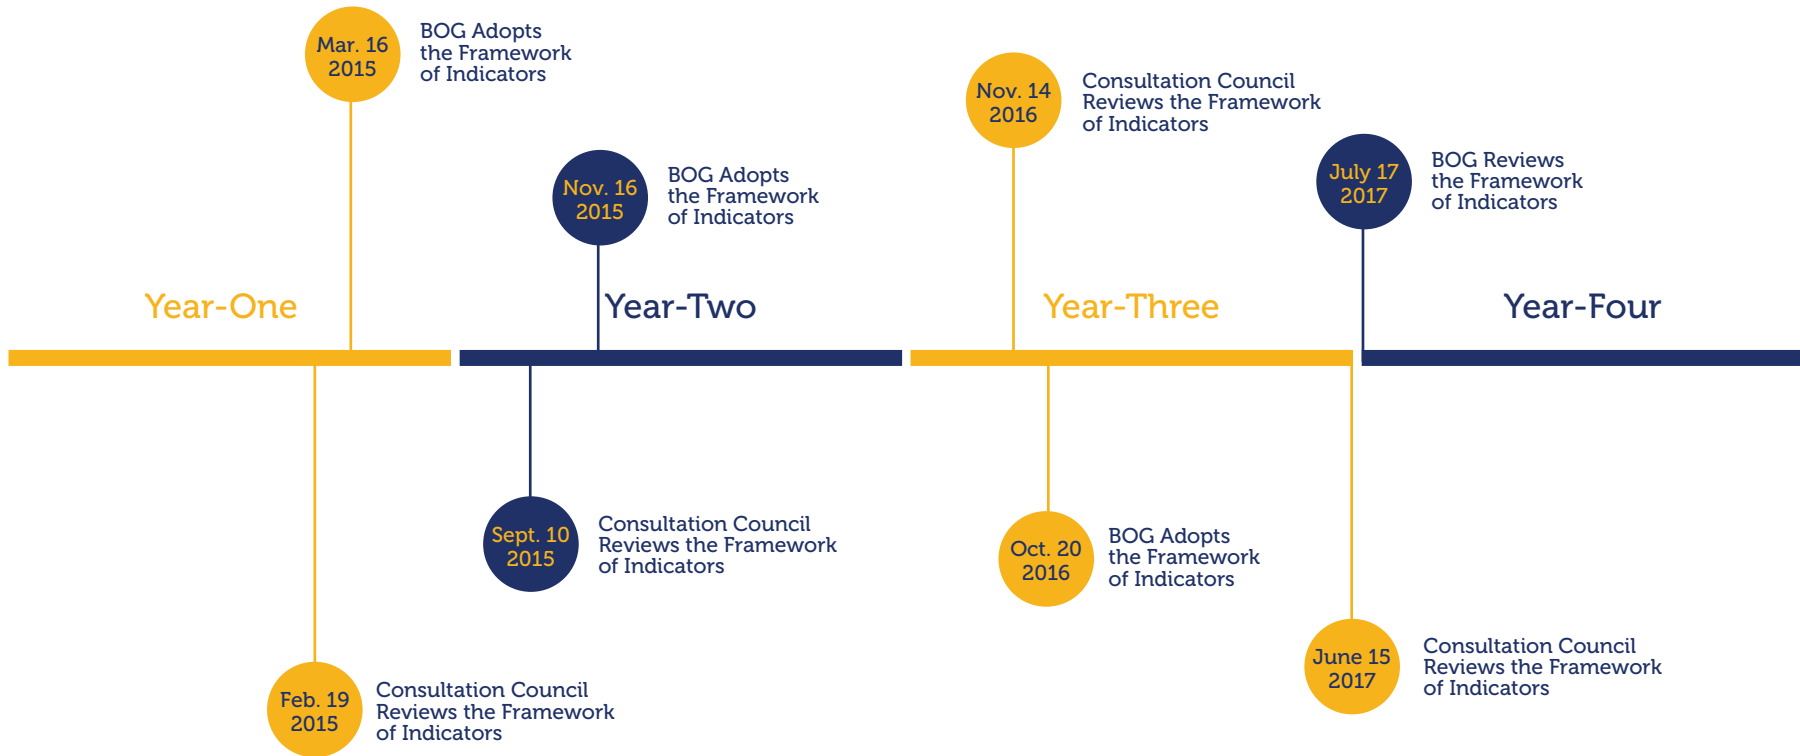 Mar. 16
2015
BOG Adopts
the Framework
of Indicators
Nov. 14
2016
Consultation Council
Reviews the Framework
of Indicators
Nov. 16
2015
BOG Adopts
the Framework
of Indicators
July 17
2017
BOG Reviews
the Framework
of Indicators
Year-One
Year-Two
Year-Three
Year-Four
Sept. 10
2015
Consultation Council
Reviews the Framework
of Indicators
Oct. 20
2016
BOG Adopts
the Framework
of Indicators
June 15
2017
Consultation Council
Reviews the Framework
of Indicators
Feb. 19
2015
Consultation Council
Reviews the Framework
of Indicators